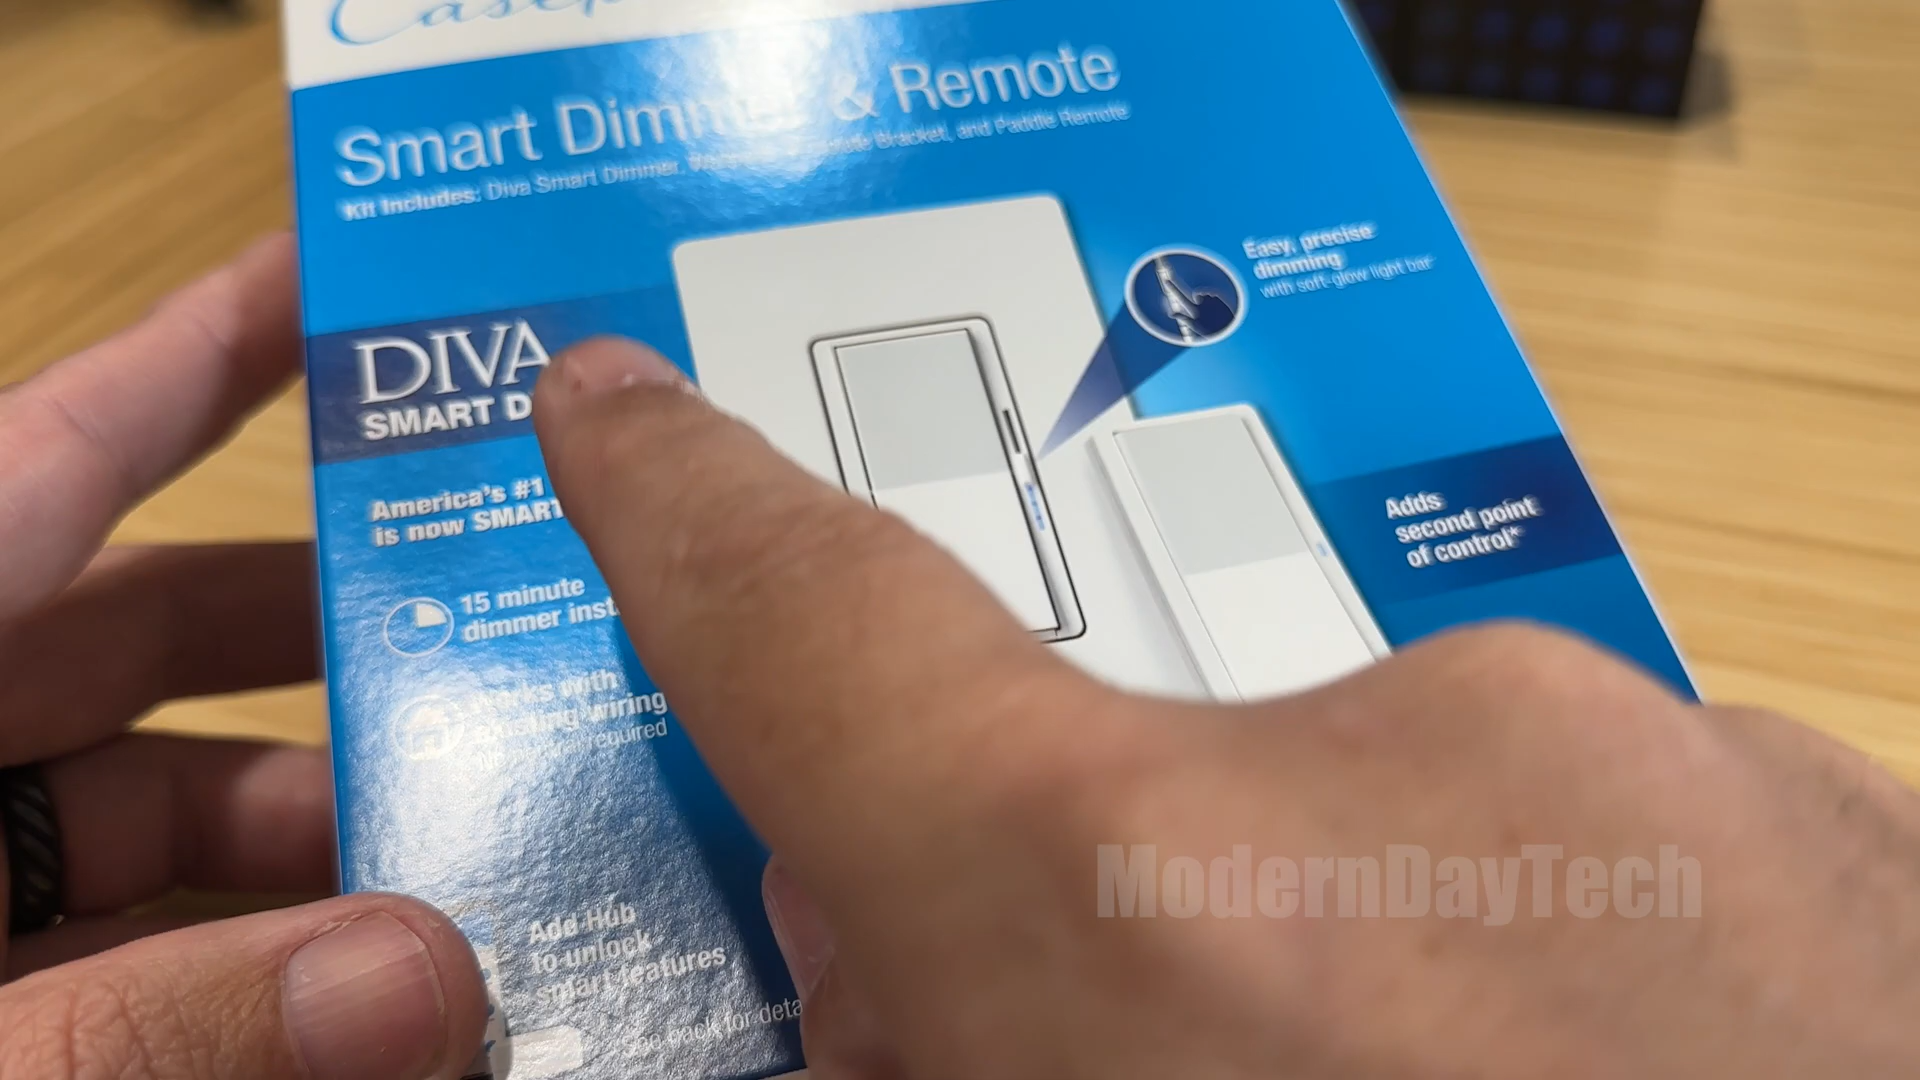 Smart Dimmer & Remote
Kit Includes: Diva Smart Dimmer, Bracket, and Paddle Remote
Easy, precise
dimming
with soft-glow light bar
DIVA
SMART D
America's #1
is now SMART
Adds
second point
of control*
15 minute
dimmer inst
Works with
existing wiring
required
ModernDayTech
Add Hub
to unlock
smart features
See back for deta